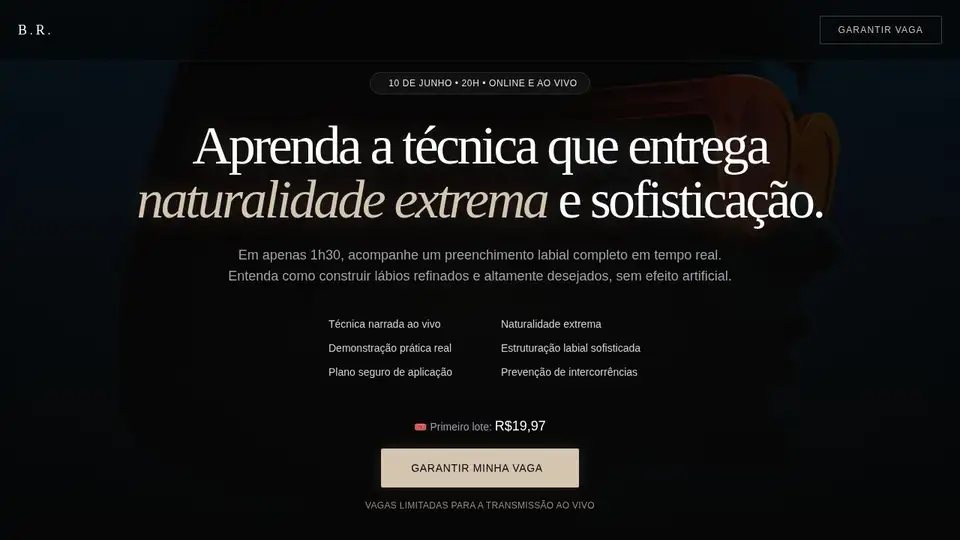 B.R.
GARANTIR VAGA
10 DE JUNHO • 20H • ONLINE E AO VIVO
Aprenda a técnica que entrega
naturalidade extrema e sofisticação.
Em apenas 1h30, acompanhe um preenchimento labial completo em tempo real.
Entenda como construir lábios refinados e altamente desejados, sem efeito artificial.
Técnica narrada ao vivo
Naturalidade extrema
Demonstração prática real
Estruturação labial sofisticada
Plano seguro de aplicação
Prevenção de intercorrências
Primeiro lote: R$19,97
GARANTIR MINHA VAGA
VAGAS LIMITADAS PARA A TRANSMISSÃO AO VIVO